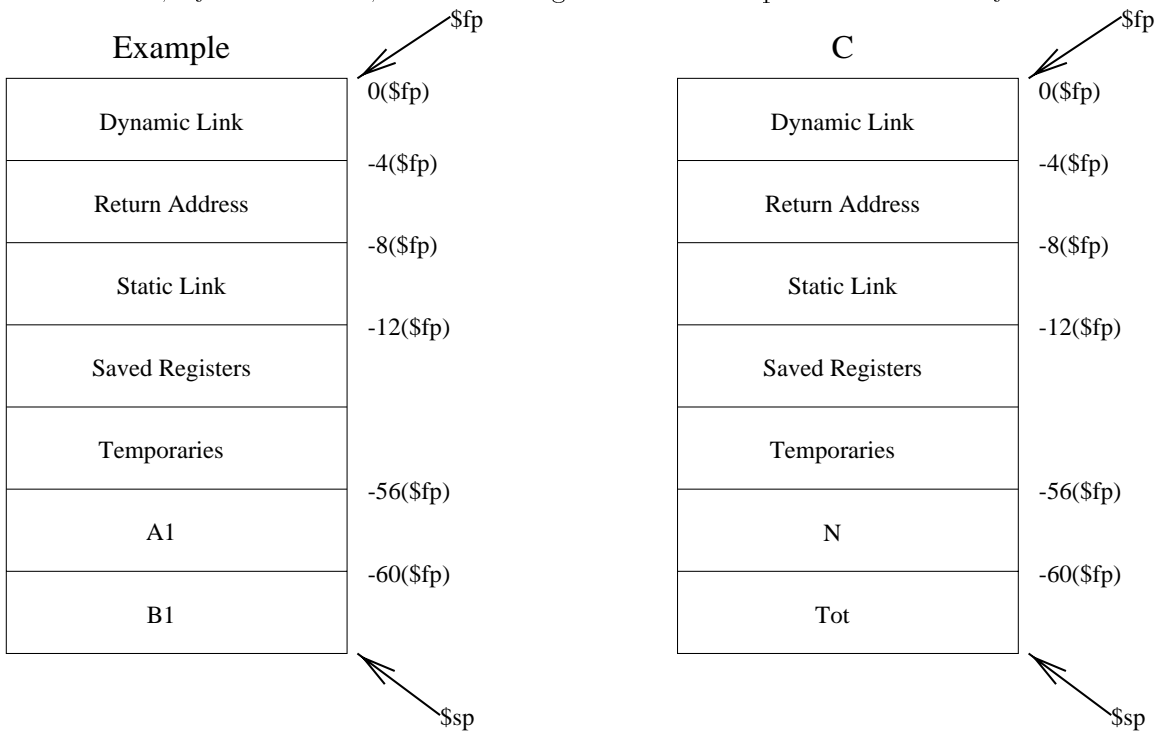 $fp
Example
0($fp)
Dynamic Link
-4($fp)
Return Address
-8($fp)
Static Link
-12($fp)
Saved Registers
Temporaries
-56($fp)
A1
-60($fp)
B1
$sp
$fp
C
0($fp)
Dynamic Link
-4($fp)
Return Address
-8($fp)
Static Link
-12($fp)
Saved Registers
Temporaries
-56($fp)
N
-60($fp)
Tot
$sp